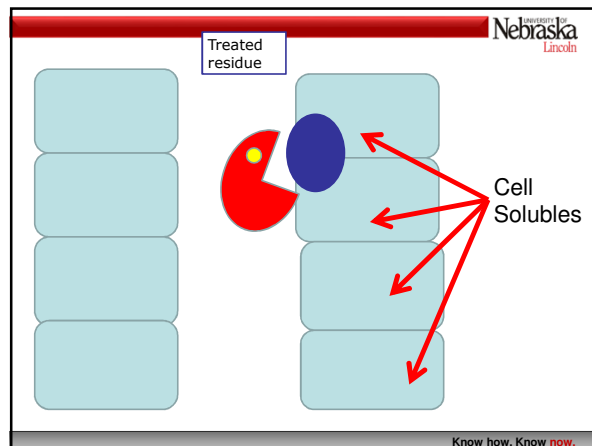 UNIVERSITY OF
Nebraska
Lincoln
Treated
residue
Cell
Solubles
Know how. Know now.